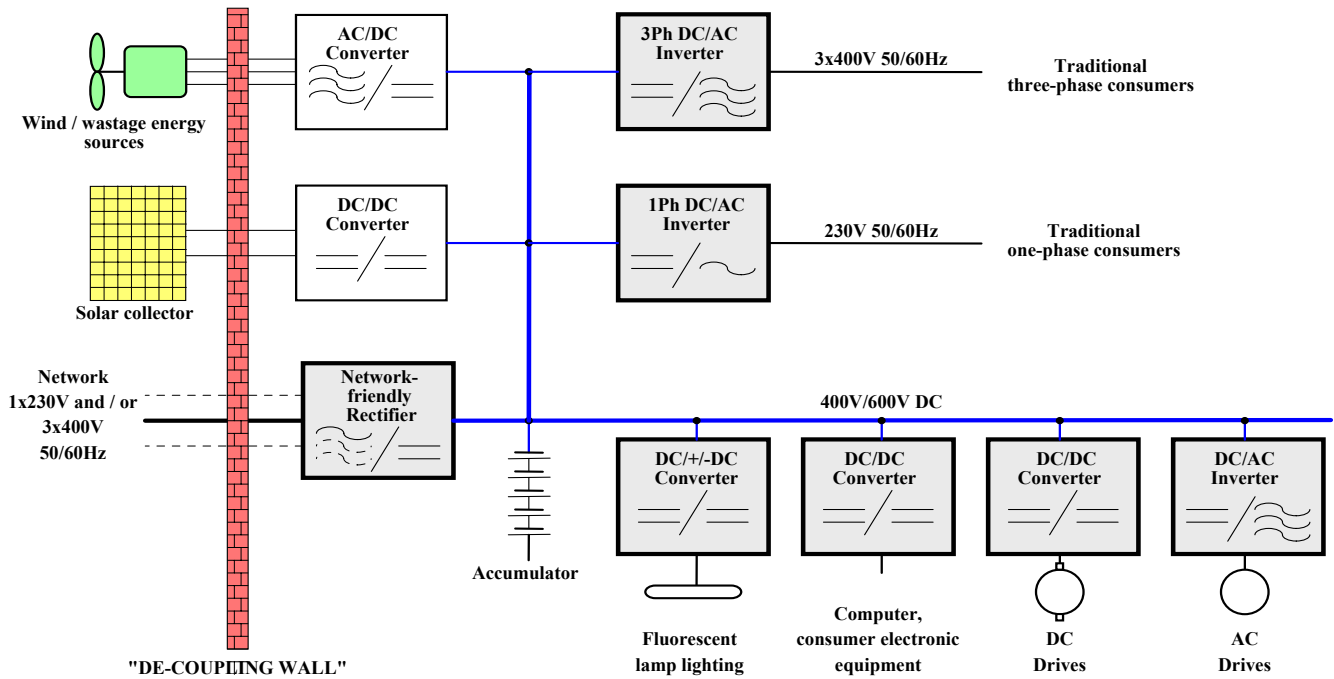 AC/DC
Converter
3Ph DC/AC
Inverter
3x400V 50/60Hz
Traditional
three-phase consumers
Wind / wastage energy
sources
DC/DC
Converter
1Ph DC/AC
Inverter
230V 50/60Hz
Traditional
one-phase consumers
Solar collector
Network
1x230V and / or
3x400V
50/60Hz
Network-
friendly
Rectifier
400V/600V DC
DC/+/-DC
Converter
DC/DC
Converter
DC/DC
Converter
DC/AC
Inverter
Accumulator
Fluorescent
lamp lighting
Computer,
consumer electronic
equipment
DC
Drives
AC
Drives
"DE-COUPLING WALL"